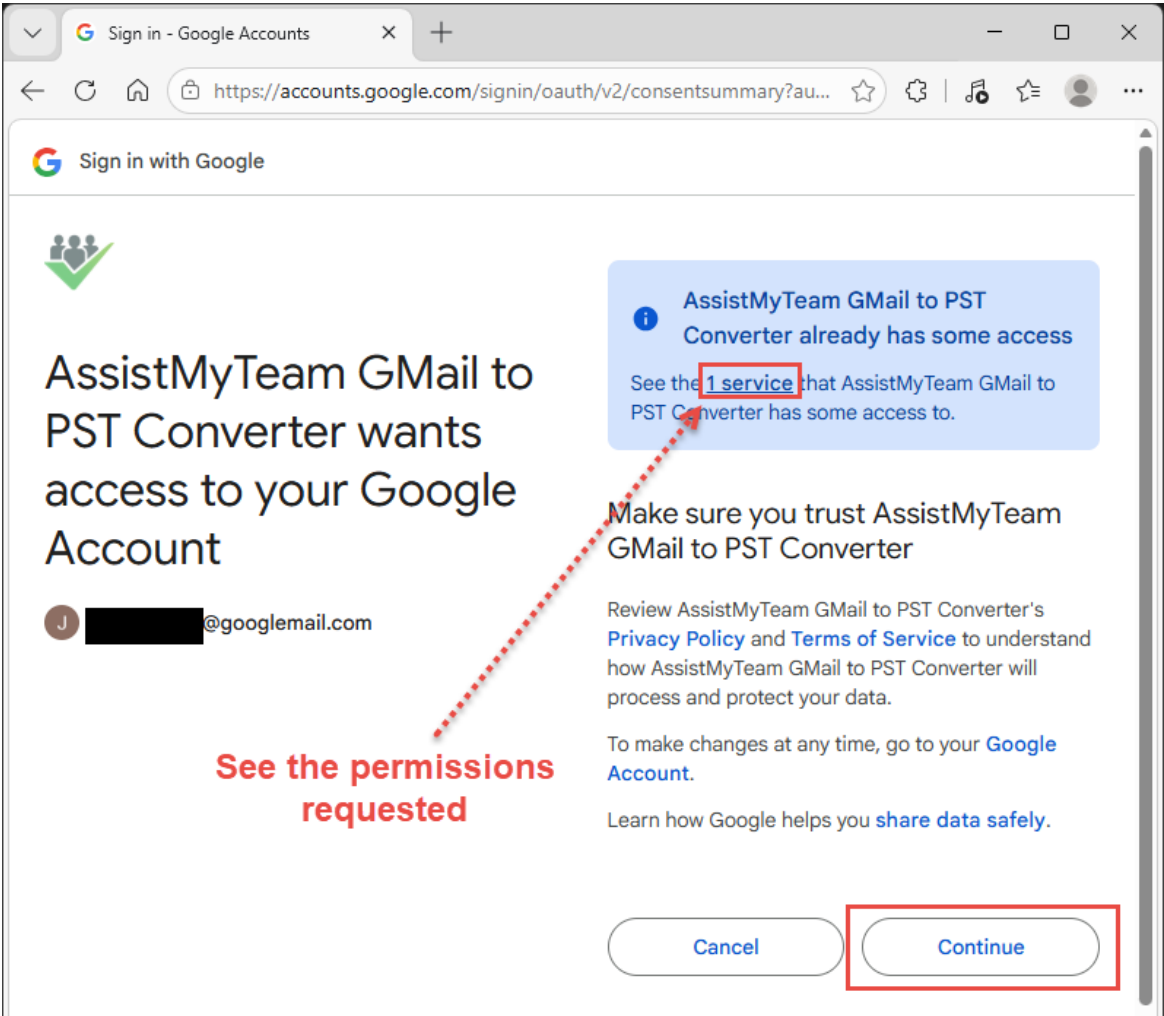 Sign in - Google Accounts
https://accounts.google.com/signin/oauth/v2/consentsummary?au...
Sign in with Google
AssistMyTeam GMail to
PST Converter wants
access to your Google
Account
J
@googlemail.com
See the permissions
requested
AssistMyTeam GMail to PST
Converter already has some access
See the 1 service that AssistMyTeam GMail to
PST Converter has some access to.
Make sure you trust AssistMyTeam
GMail to PST Converter
Review AssistMyTeam GMail to PST Converter's
Privacy Policy and Terms of Service to understand
how AssistMyTeam GMail to PST Converter will
process and protect your data.
To make changes at any time, go to your Google
Account.
Learn how Google helps you share data safely.
Cancel
Continue